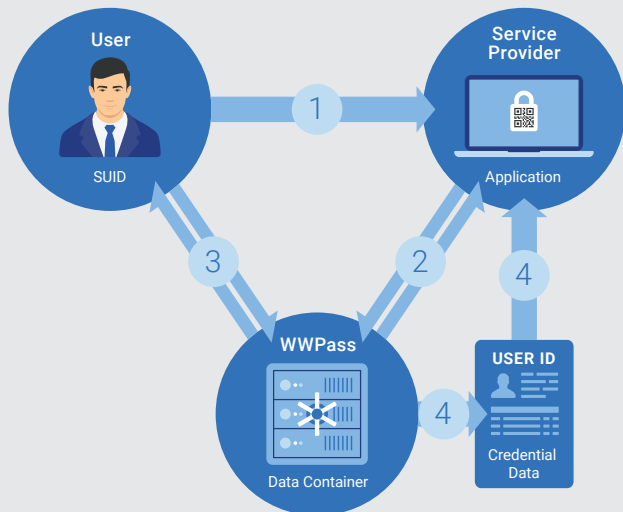 User
SUID
1
Service
Provider
Application
3
2
4
WWPass
Data Container
4
USER ID
Credential
Data